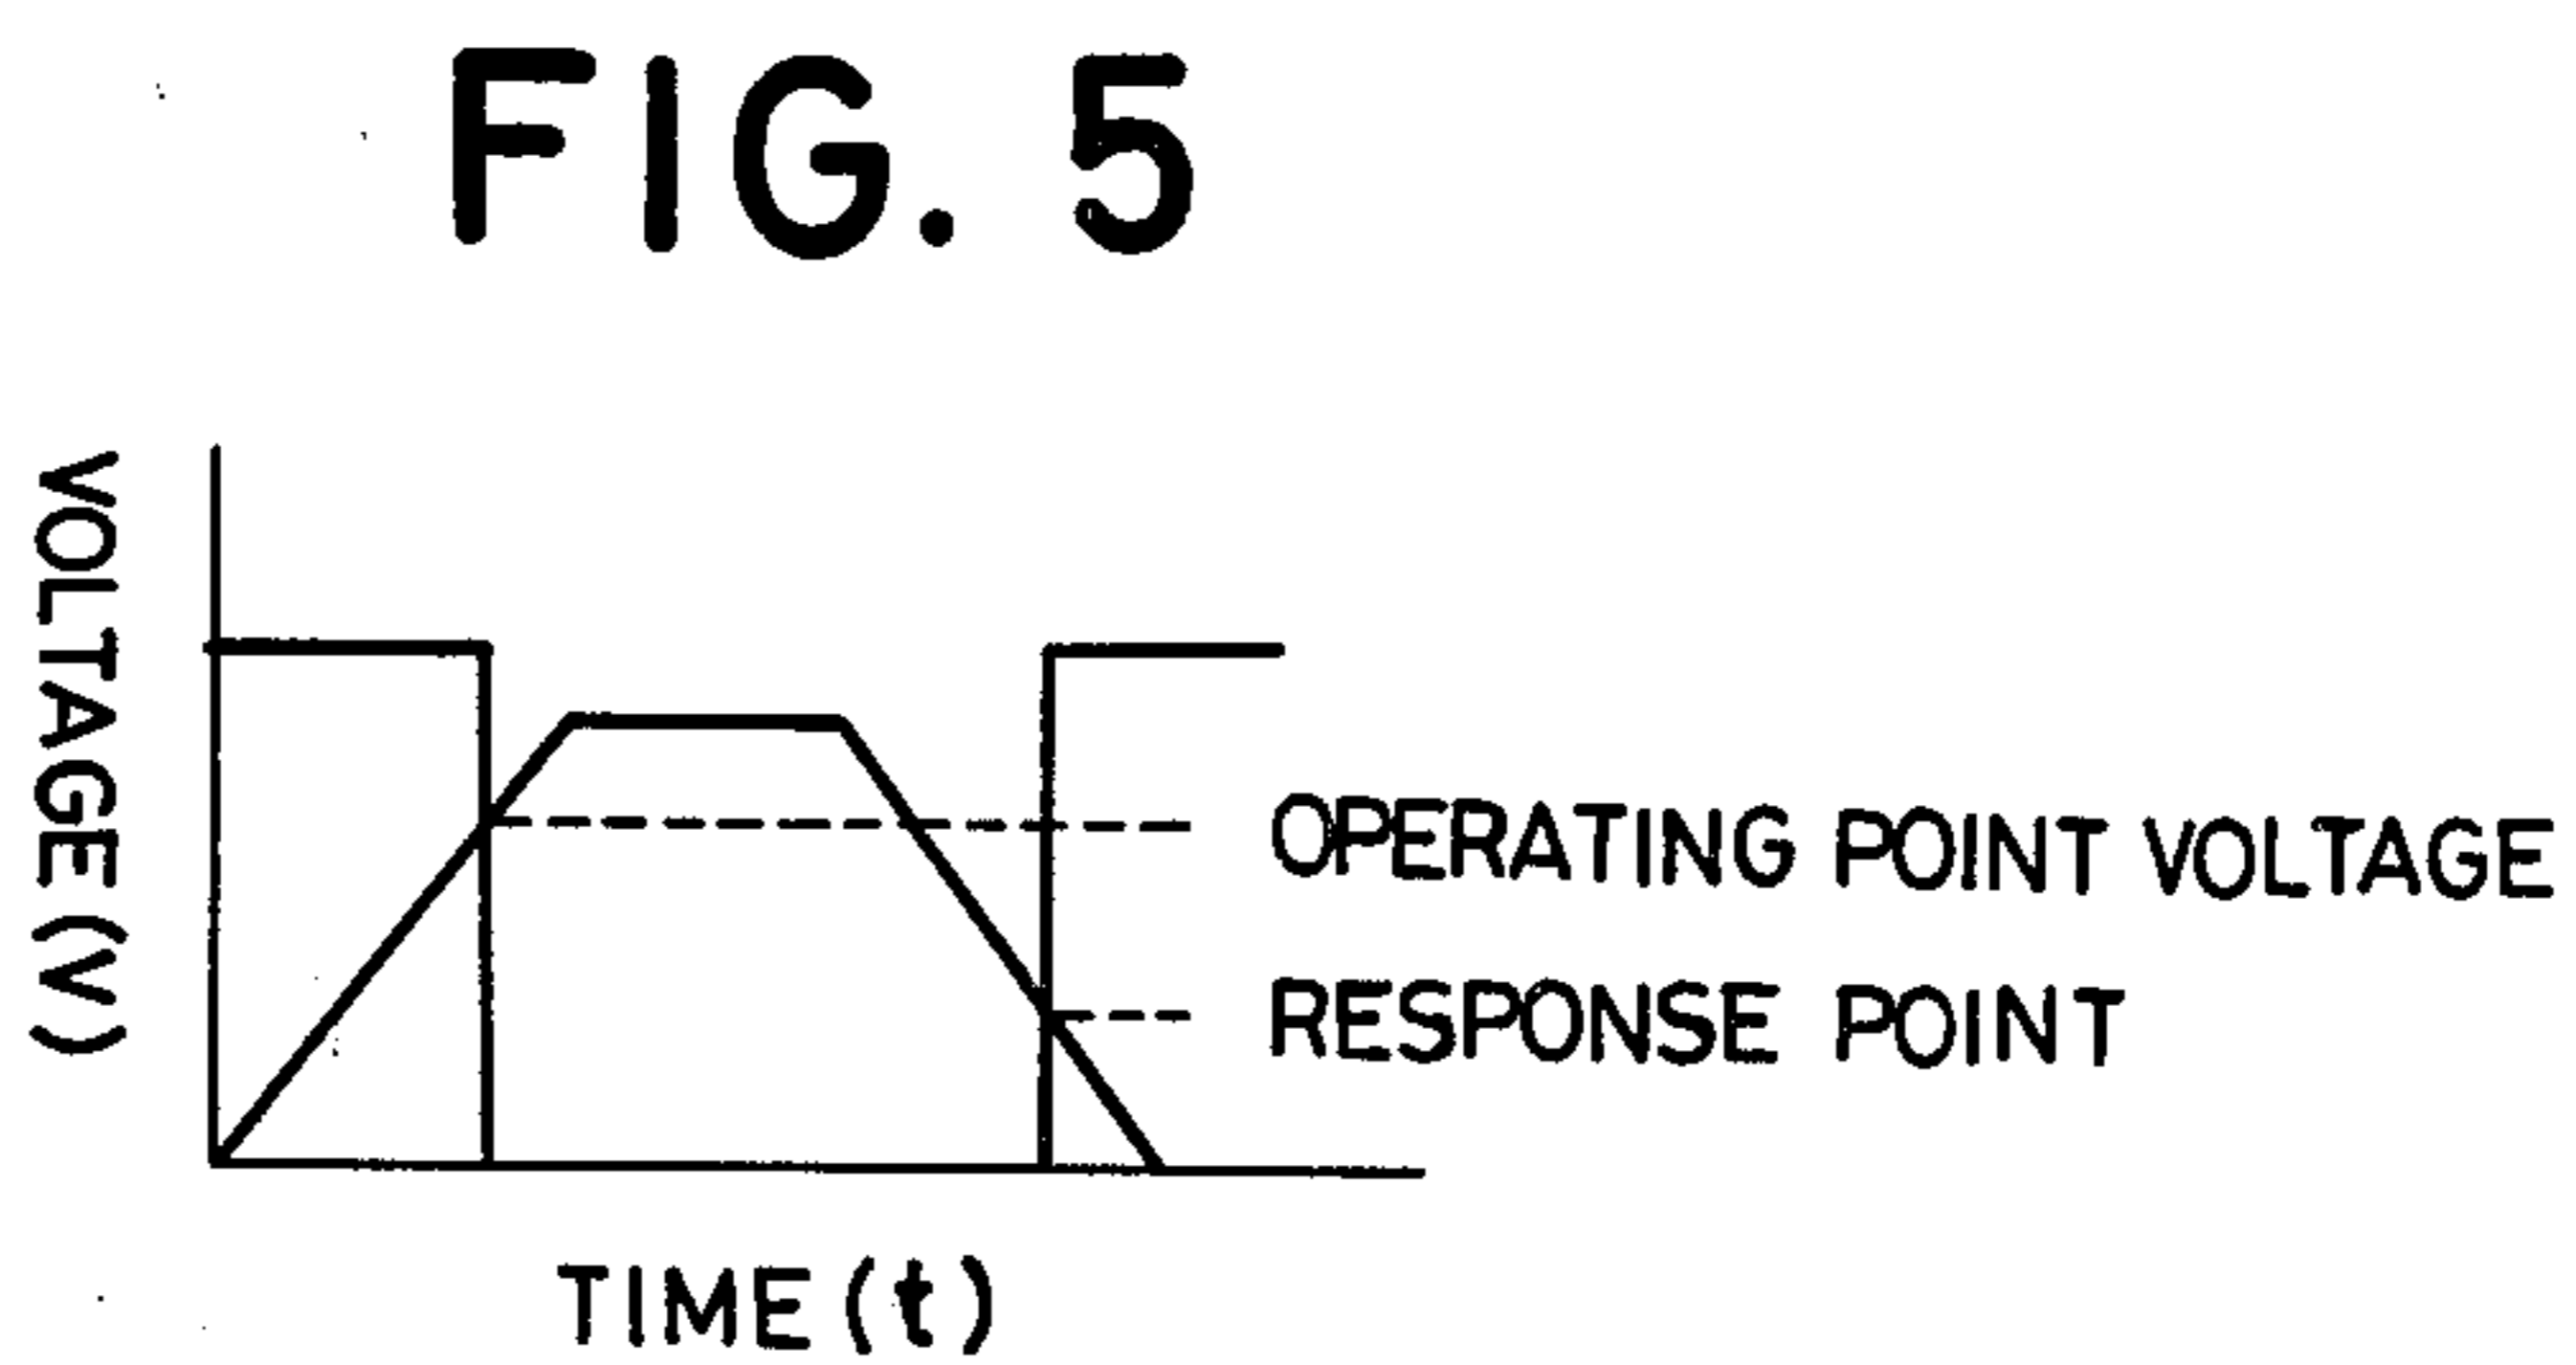 FIG. 5
VOLTAGE (V)
OPERATING POINT VOLTAGE
RESPONSE POINT
TIME (t)